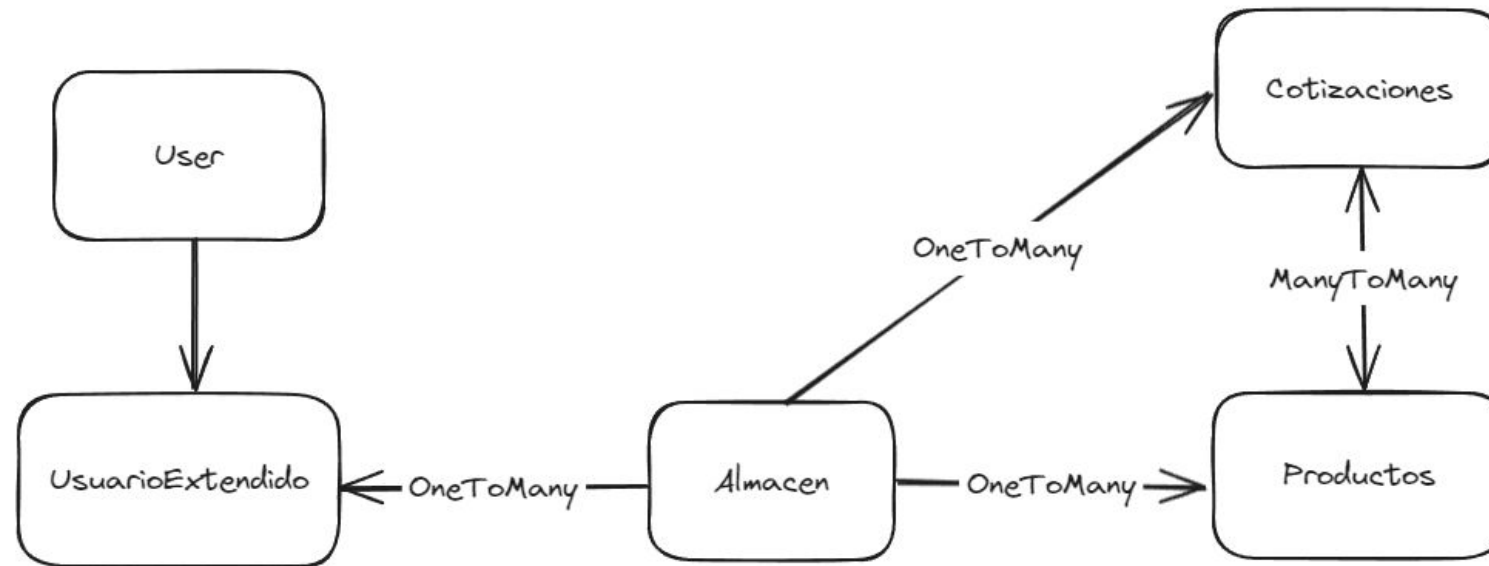 Cotizaciones
User
OneToMany
ManyToMany
UsuarioExtendido
OneToMany
Almacen
OneToMany
Productos